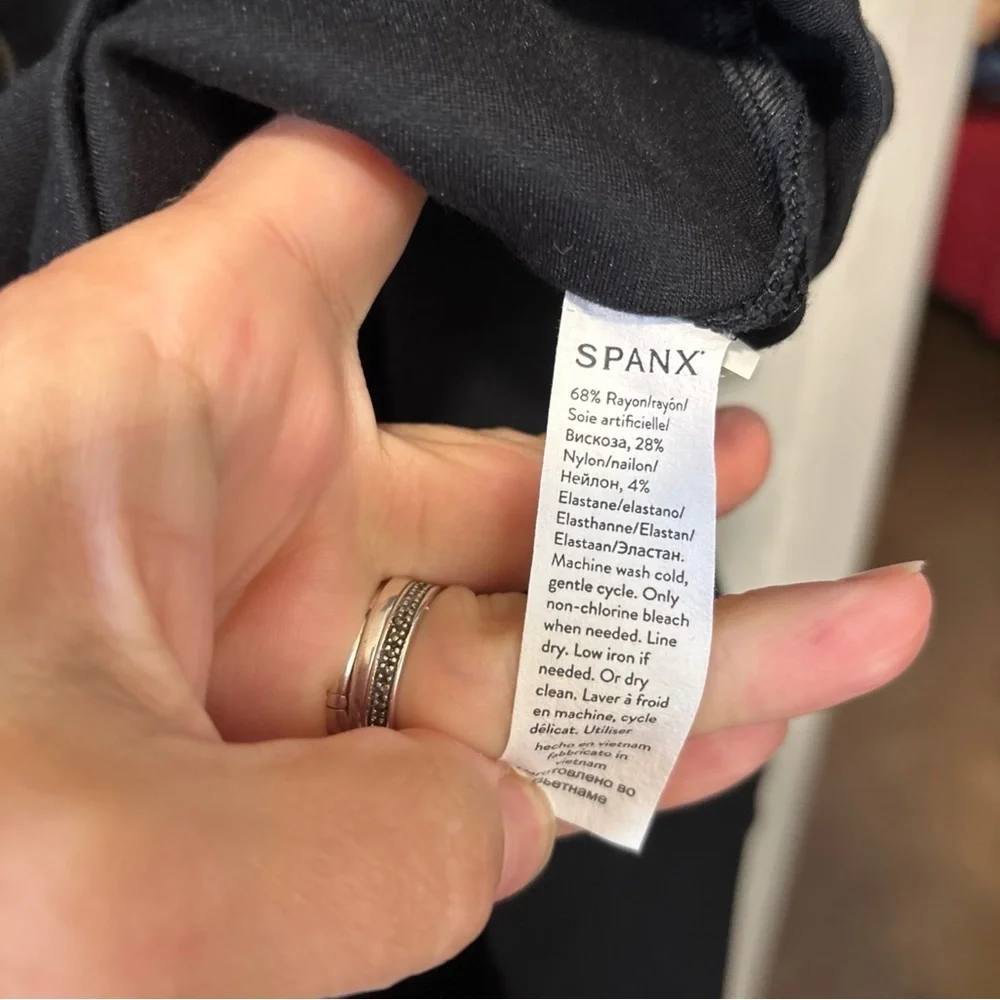 SPANX®
68% Rayon/rayón/
Soie artificielle/
Вискоза, 28%
Nylon/nailon/
Нейлон, 4%
Elastane/elastano/
Elasthanne/Elastan/
Elastaan/Эластан.
Machine wash cold,
gentle cycle. Only
non-chlorine bleach
when needed. Line
dry. Low iron if
needed. Or dry
clean. Laver à froid
en machine, cycle
délicat. Utiliser
hecho en vietnam
fabbricato in
vietnam
во